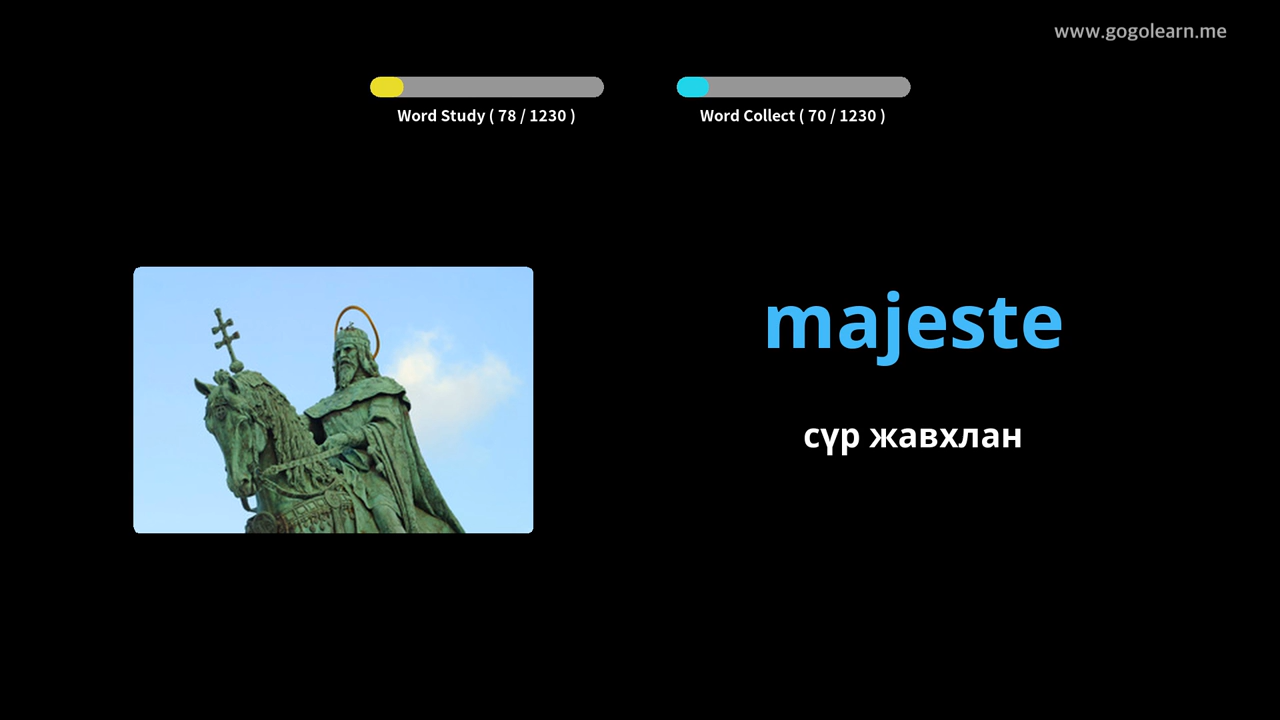 www.gogolearn.me
Word Study ( 78 / 1230 )
Word Collect ( 70 / 1230 )
majeste
сүр жавхлан